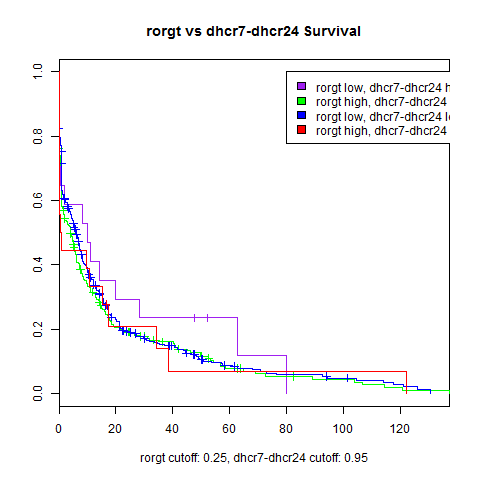 rorgt vs dhcr7-dhcr24 Survival
rorgt low, dhcr7-dhcr24 h
rorgt high, dhcr7-dhcr24
rorgt low, dhcr7-dhcr24 l
rorgt high, dhcr7-dhcr24
1.0
0.8
0.6
0.4
0.2
0.0
0 20 40 60 80 100 120
rorgt cutoff: 0.25, dhcr7-dhcr24 cutoff: 0.95